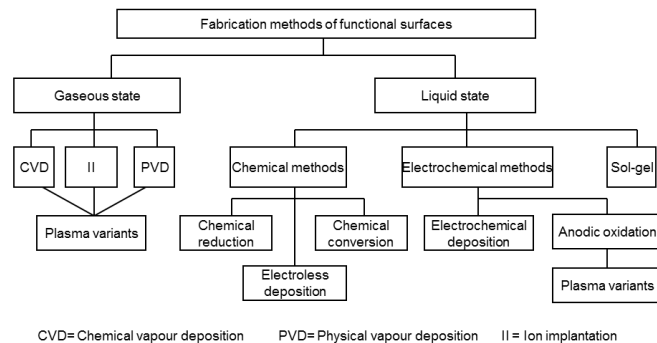 Fabrication methods of functional surfaces
Gaseous state
Liquid state
CVD
II
PVD
Chemical methods
Electrochemical methods
Sol-gel
Plasma variants
Chemical
reduction
Chemical
conversion
Electrochemical
deposition
Anodic oxidation
Electroless
deposition
Plasma variants
CVD= Chemical vapour deposition PVD= Physical vapour deposition II = Ion implantation